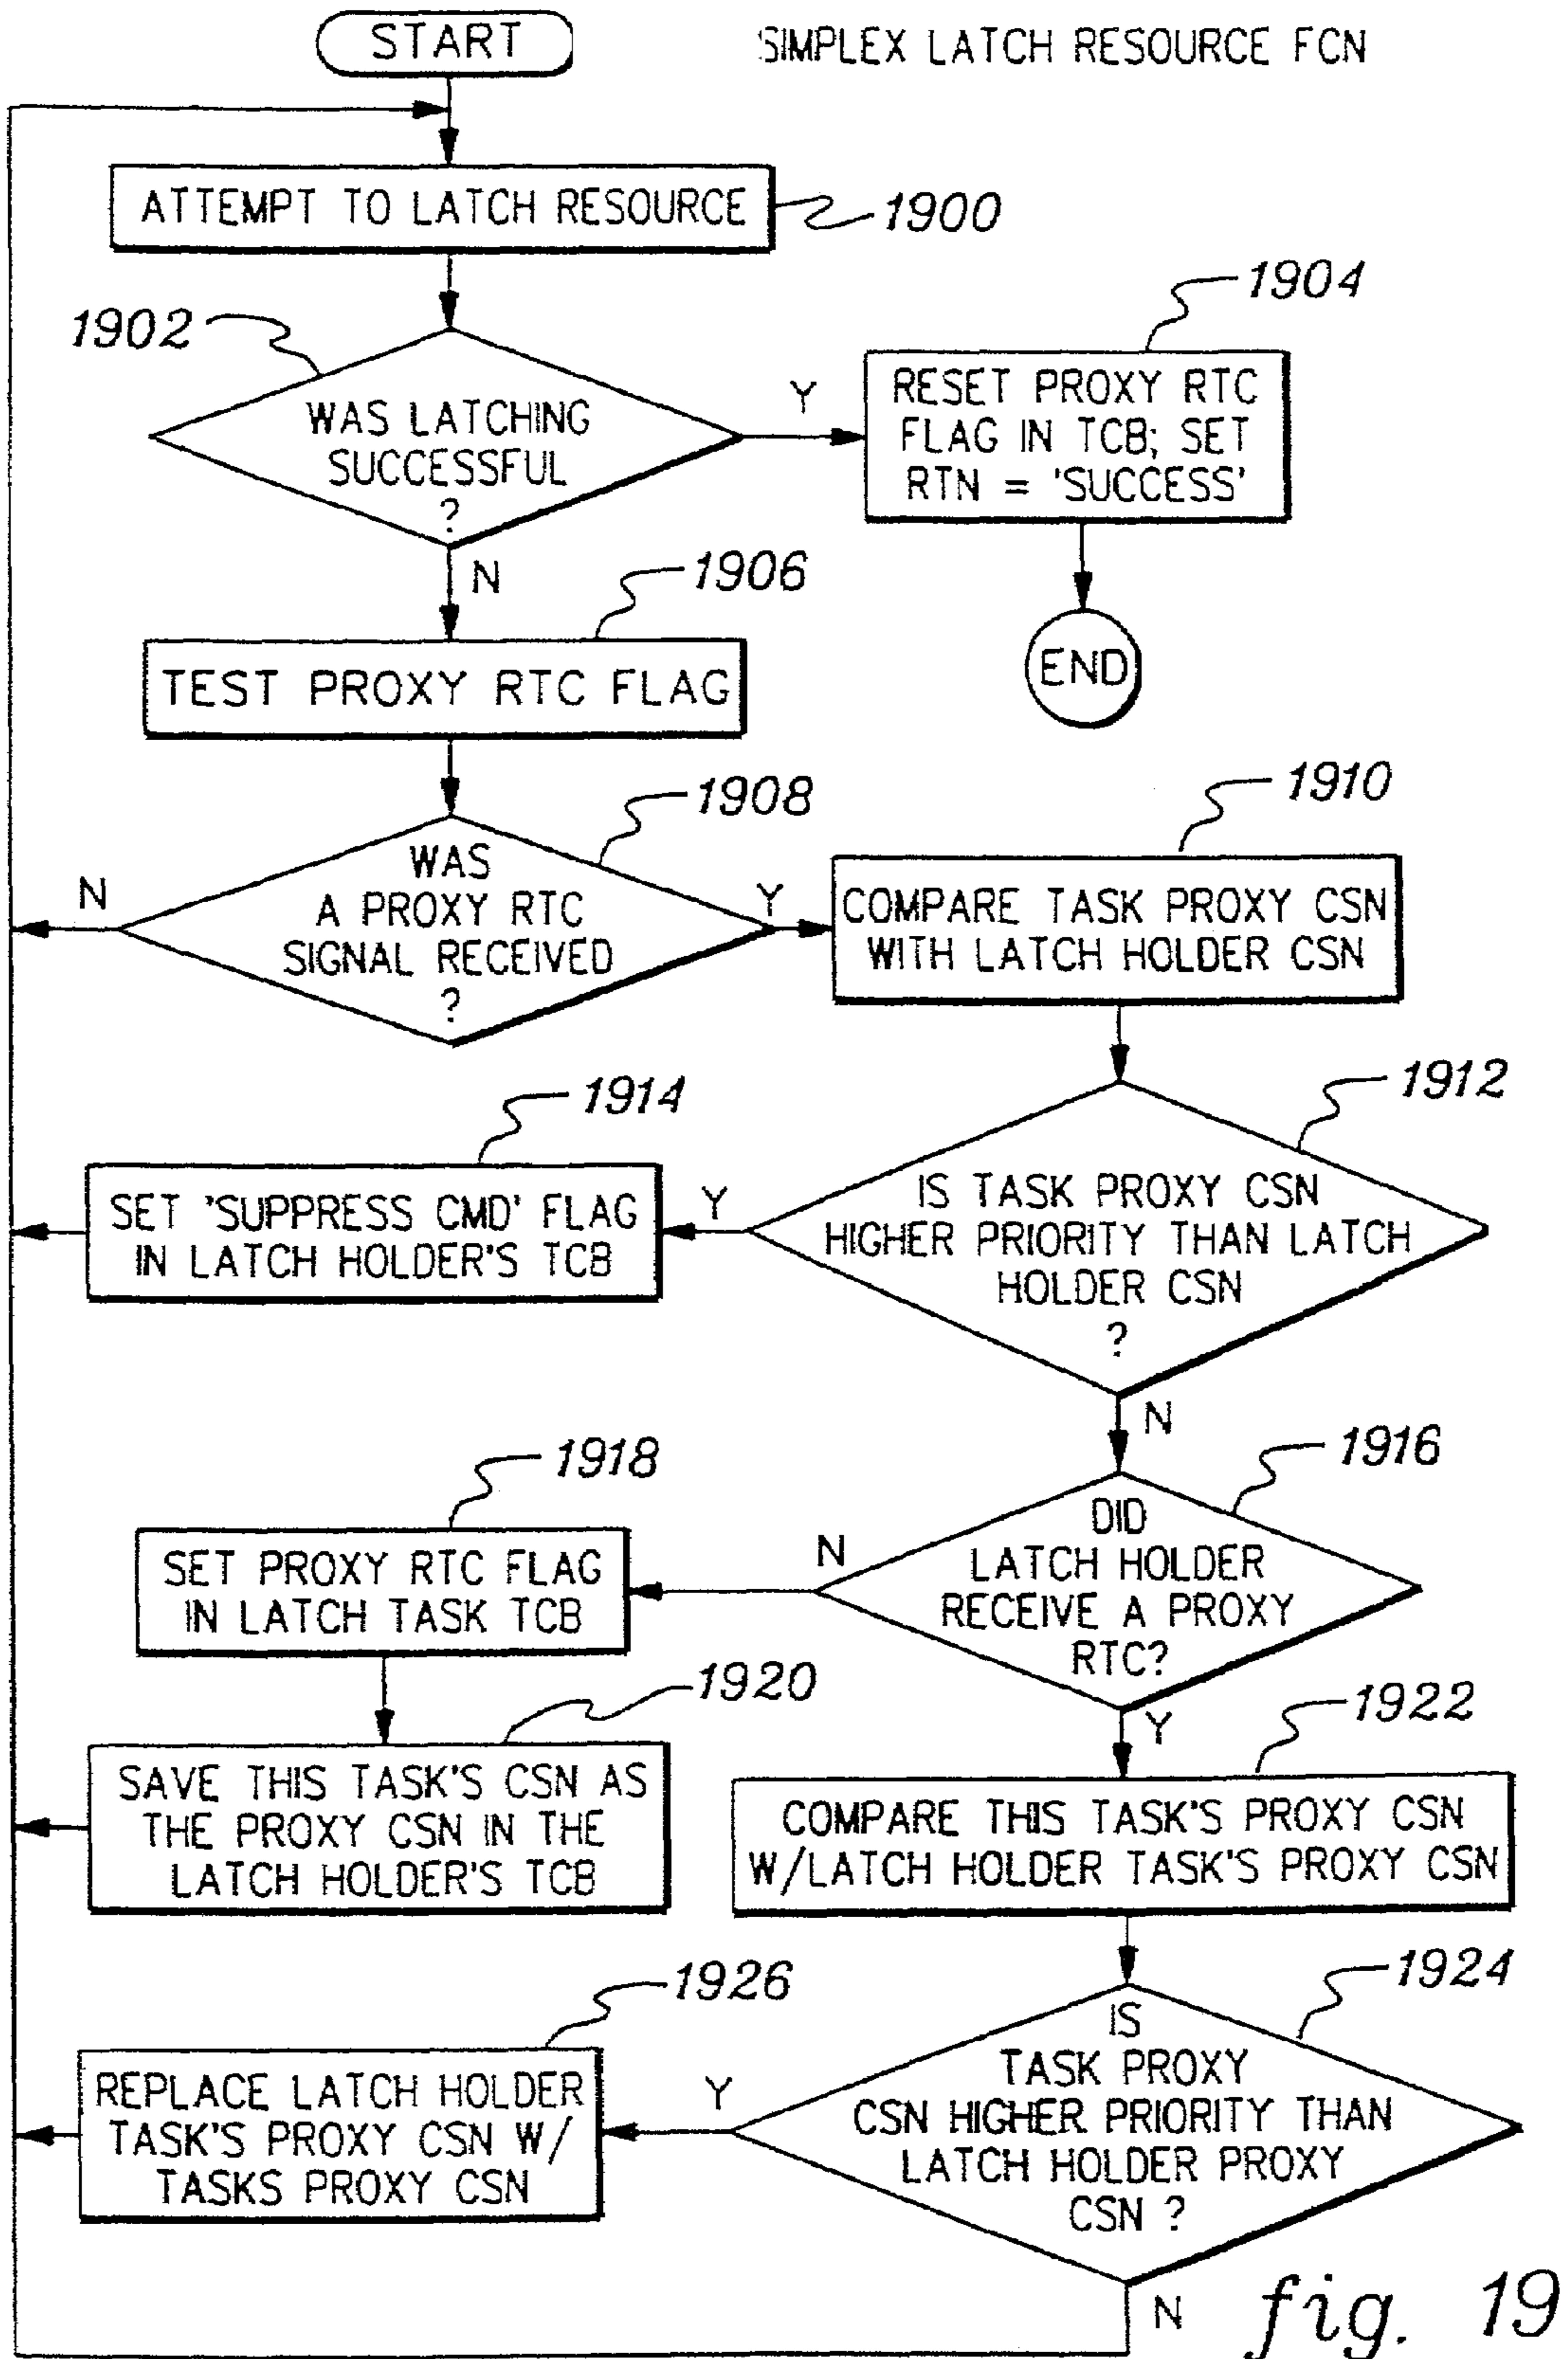 START
SIMPLEX LATCH RESOURCE FCN
ATTEMPT TO LATCH RESOURCE
1900
1902
WAS LATCHING
SUCCESSFUL
?
Y
1904
RESET PROXY RTC
FLAG IN TCB; SET
RTN = 'SUCCESS'
END
N
1906
TEST PROXY RTC FLAG
1908
WAS
A PROXY RTC
SIGNAL RECEIVED
?
N
Y
1910
COMPARE TASK PROXY CSN
WITH LATCH HOLDER CSN
1912
IS TASK PROXY CSN
HIGHER PRIORITY THAN LATCH
HOLDER CSN
?
Y
1914
SET 'SUPPRESS CMD' FLAG
IN LATCH HOLDER'S TCB
N
1916
DID
LATCH HOLDER
RECEIVE A PROXY
RTC?
N
1918
SET PROXY RTC FLAG
IN LATCH TASK TCB
1920
SAVE THIS TASK'S CSN AS
THE PROXY CSN IN THE
LATCH HOLDER'S TCB
Y
1922
COMPARE THIS TASK'S PROXY CSN
W/LATCH HOLDER TASK'S PROXY CSN
1924
IS
TASK PROXY
CSN HIGHER PRIORITY THAN
LATCH HOLDER PROXY
CSN ?
Y
1926
REPLACE LATCH HOLDER
TASK'S PROXY CSN W/
TASKS PROXY CSN
N
fig. 19